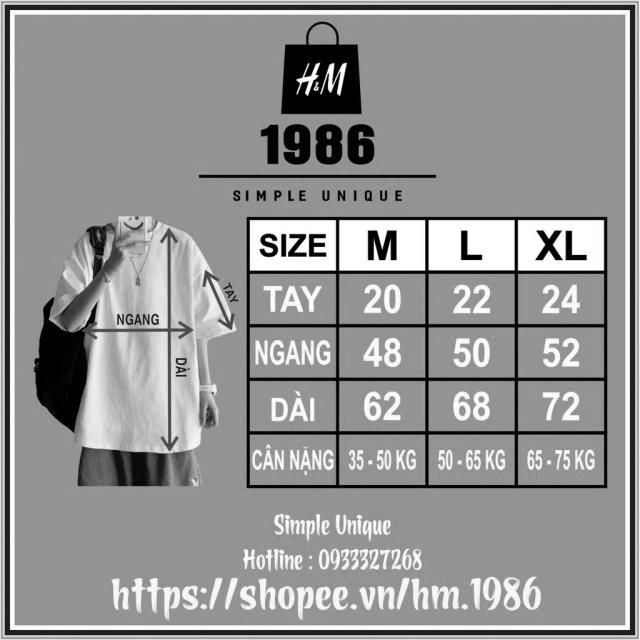 H&M
1986
SIMPLE UNIQUE
SIZE M L XL
TAY 20 22 24
NGANG 48 50 52
DÀI 62 68 72
CÂN NẶNG 35 - 50 KG 50 - 65 KG 65 - 75 KG
TAY
NGANG
DÀI
Simple Unique
Hotline : 0933327268
https://shopee.vn/hm.1986